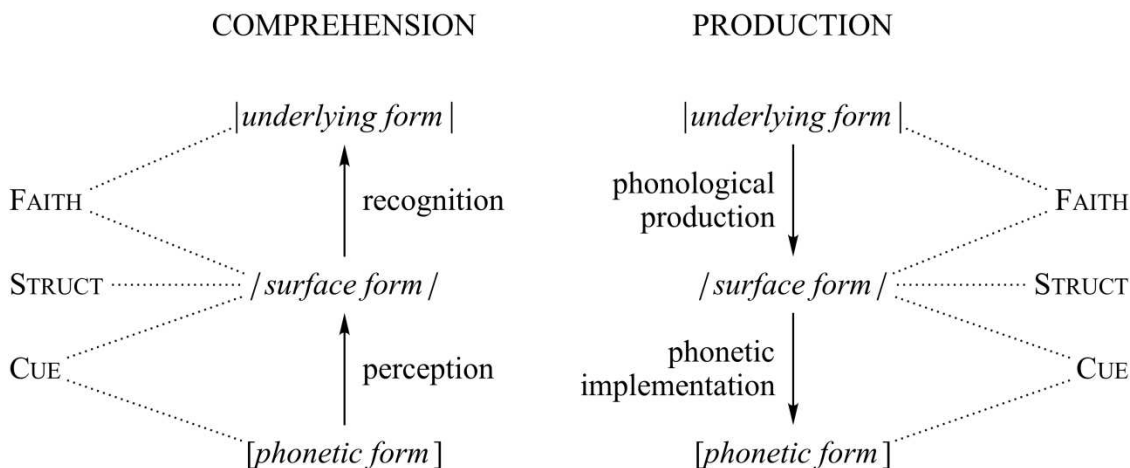 COMPREHENSION PRODUCTION
|underlying form| |underlying form|
FAITH recognition phonological production FAITH
STRUCT /surface form/ /surface form/ STRUCT
CUE perception phonetic implementation CUE
[phonetic form] [phonetic form]